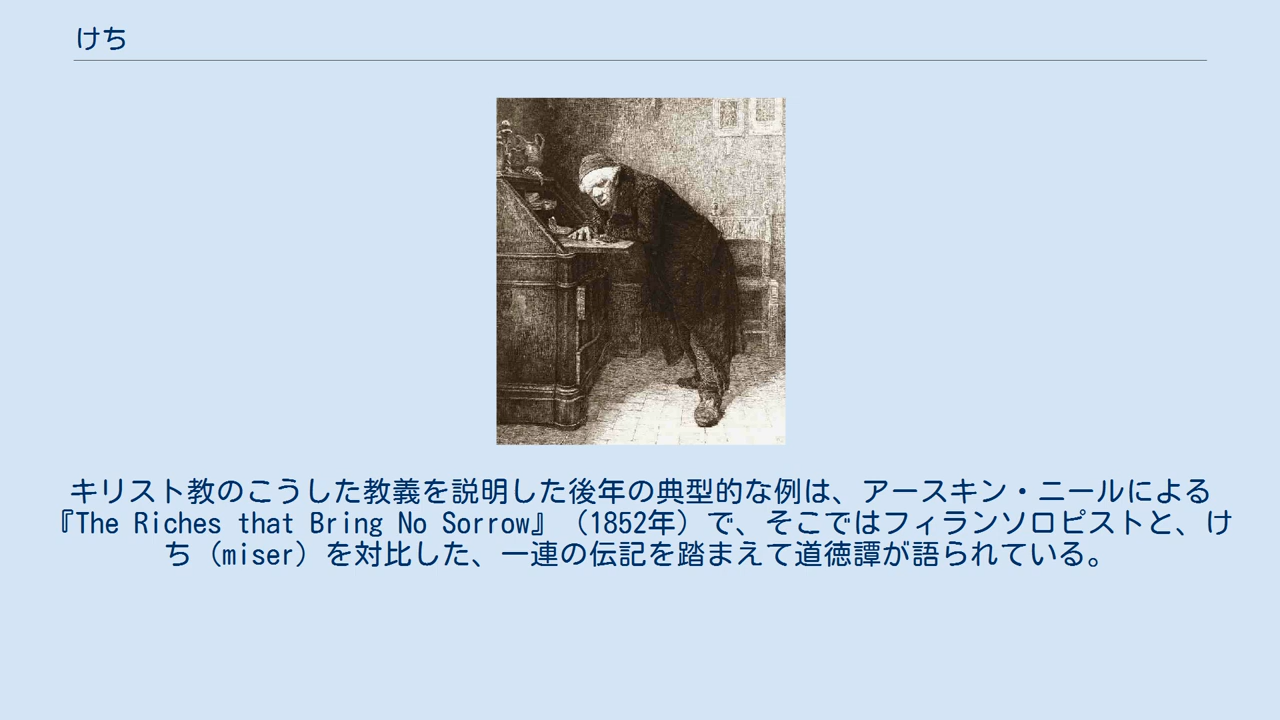 けち
キリスト教のこうした教義を説明した後年の典型的な例は、アースキン・ニールによる
『The Riches that Bring No Sorrow』（1852年）で、そこではフィランソロピストと、け
ち（miser）を対比した、一連の伝記を踏まえて道徳譚が語られている。